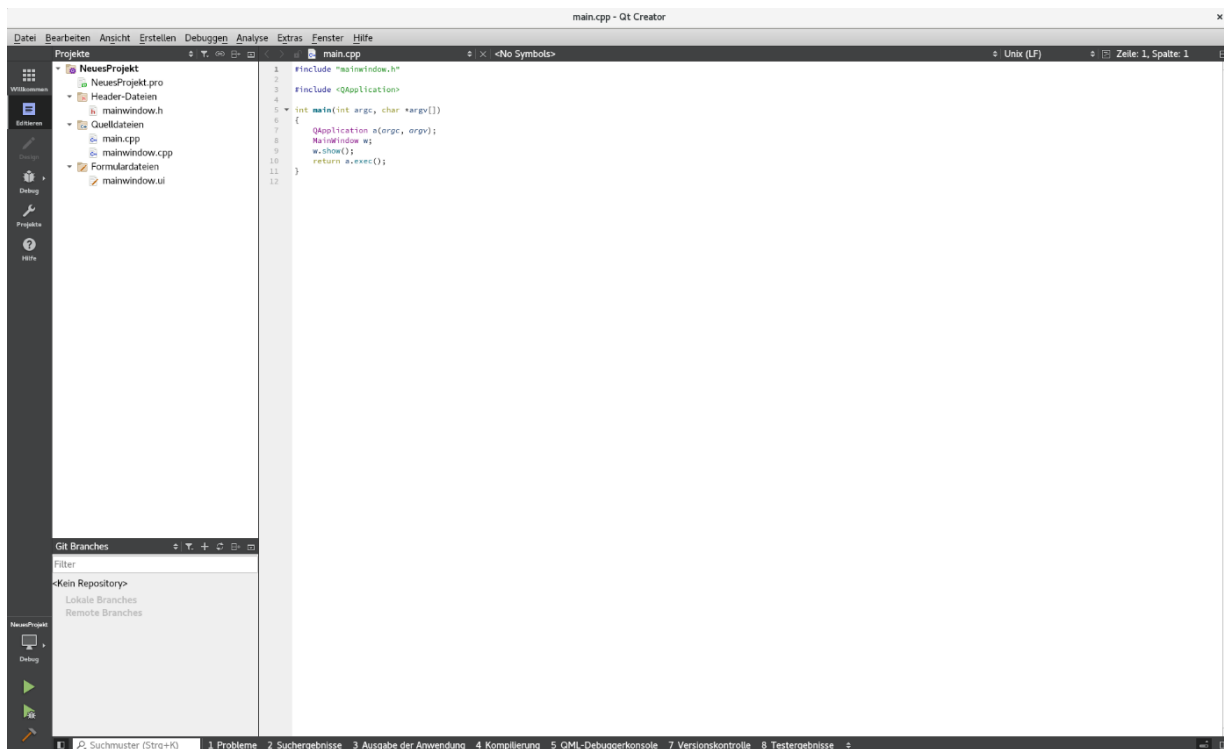 main.cpp - Qt Creator
Datei Bearbeiten Ansicht Erstellen Debuggen Analyse Extras Fenster Hilfe
Projekte
main.cpp
<No Symbols>
Unix (LF)
Zeile: 1, Spalte: 1
Willkommen
Editieren
Design
Debug
Projekte
Hilfe
NeuesProjekt
NeuesProjekt.pro
Header-Dateien
mainwindow.h
Quelldateien
main.cpp
mainwindow.cpp
Formulardateien
mainwindow.ui
1 #include "mainwindow.h"
2
3 #include <QApplication>
4
5 int main(int argc, char *argv[])
6 {
7 QApplication a(argc, argv);
8 MainWindow w;
9 w.show();
10 return a.exec();
11 }
12
Git Branches
Filter
<Kein Repository>
Lokale Branches
Remote Branches
NeuesProjekt
Debug
Suchmuster (Strg+K)
1 Probleme 2 Suchergebnisse 3 Ausgabe der Anwendung 4 Kompilierung 5 QML-Debuggerkonsole 7 Versionskontrolle 8 Testergebnisse